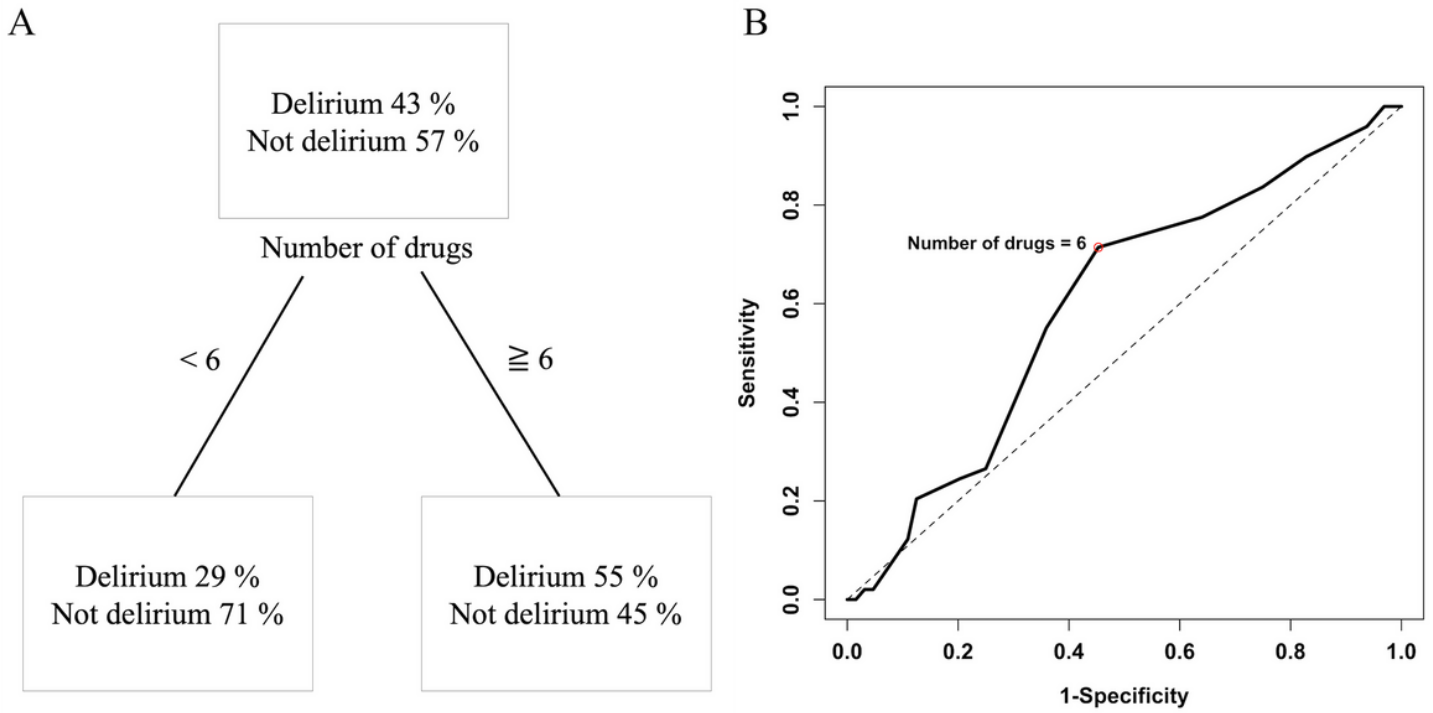 A
Delirium 43 %
Not delirium 57 %
Number of drugs
< 6
≧ 6
Delirium 29 %
Not delirium 71 %
Delirium 55 %
Not delirium 45 %
B
Number of drugs = 6
Sensitivity
1.0
0.8
0.6
0.4
0.2
0.0
0.0 0.2 0.4 0.6 0.8 1.0
1-Specificity